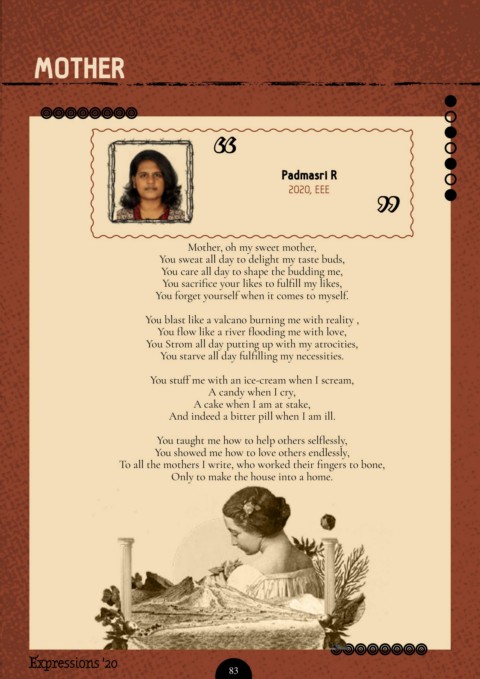 MOTHER
Padmasri R
2020, EEE
Mother, oh my sweet mother,
You sweat all day to delight my taste buds,
You care all day to shape the budding me,
You sacrifice your likes to fulfill my likes,
You forget yourself when it comes to myself.
You blast like a valcano burning me with reality ,
You flow like a river flooding me with love,
You Strom all day putting up with my atrocities,
You starve all day fulfilling my necessities.
You stuff me with an ice-cream when I scream,
A candy when I cry,
A cake when I am at stake,
And indeed a bitter pill when I am ill.
You taught me how to help others selflessly,
You showed me how to love others endlessly,
To all the mothers I write, who worked their fingers to bone,
Only to make the house into a home.
Expressions '20
83